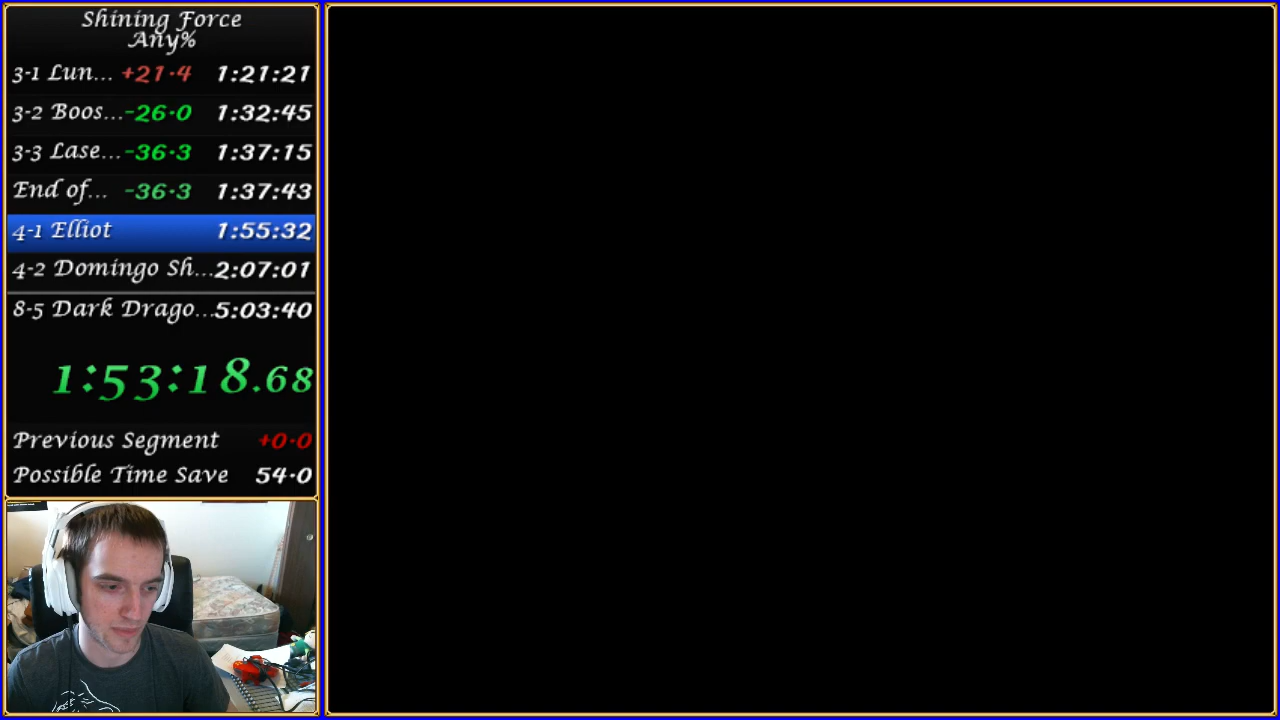 Shining Force
Any%
3-1 Lun... +21.4 1:21:21
3-2 Boos... -26.0 1:32:45
3-3 Lase... -36.3 1:37:15
End of... -36.3 1:37:43
4-1 Elliot 1:55:32
4-2 Domingo Sh... 2:07:01
8-5 Dark Drago... 5:03:40
1:53:18.68
Previous Segment +0.0
Possible Time Save 54.0